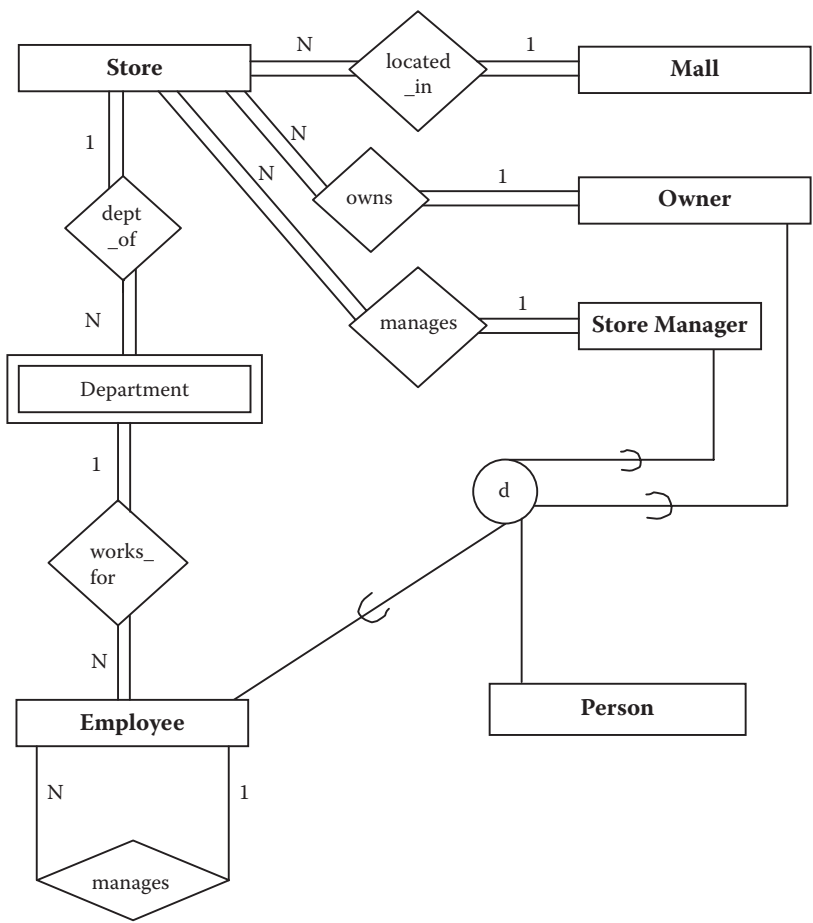 Store
N
located
_in
1
Mall
1
N
N
owns
1
Owner
dept
_of
N
manages
1
Store Manager
Department
1
d
works_
for
N
Employee
Person
N
1
manages